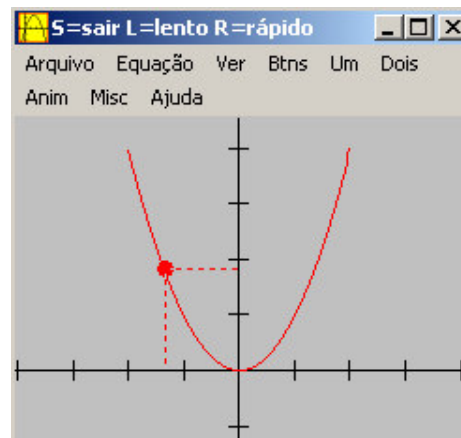 S=sair L=lento R=rápido
Arquivo Equação Ver Btns Um Dois
Anim Misc Ajuda